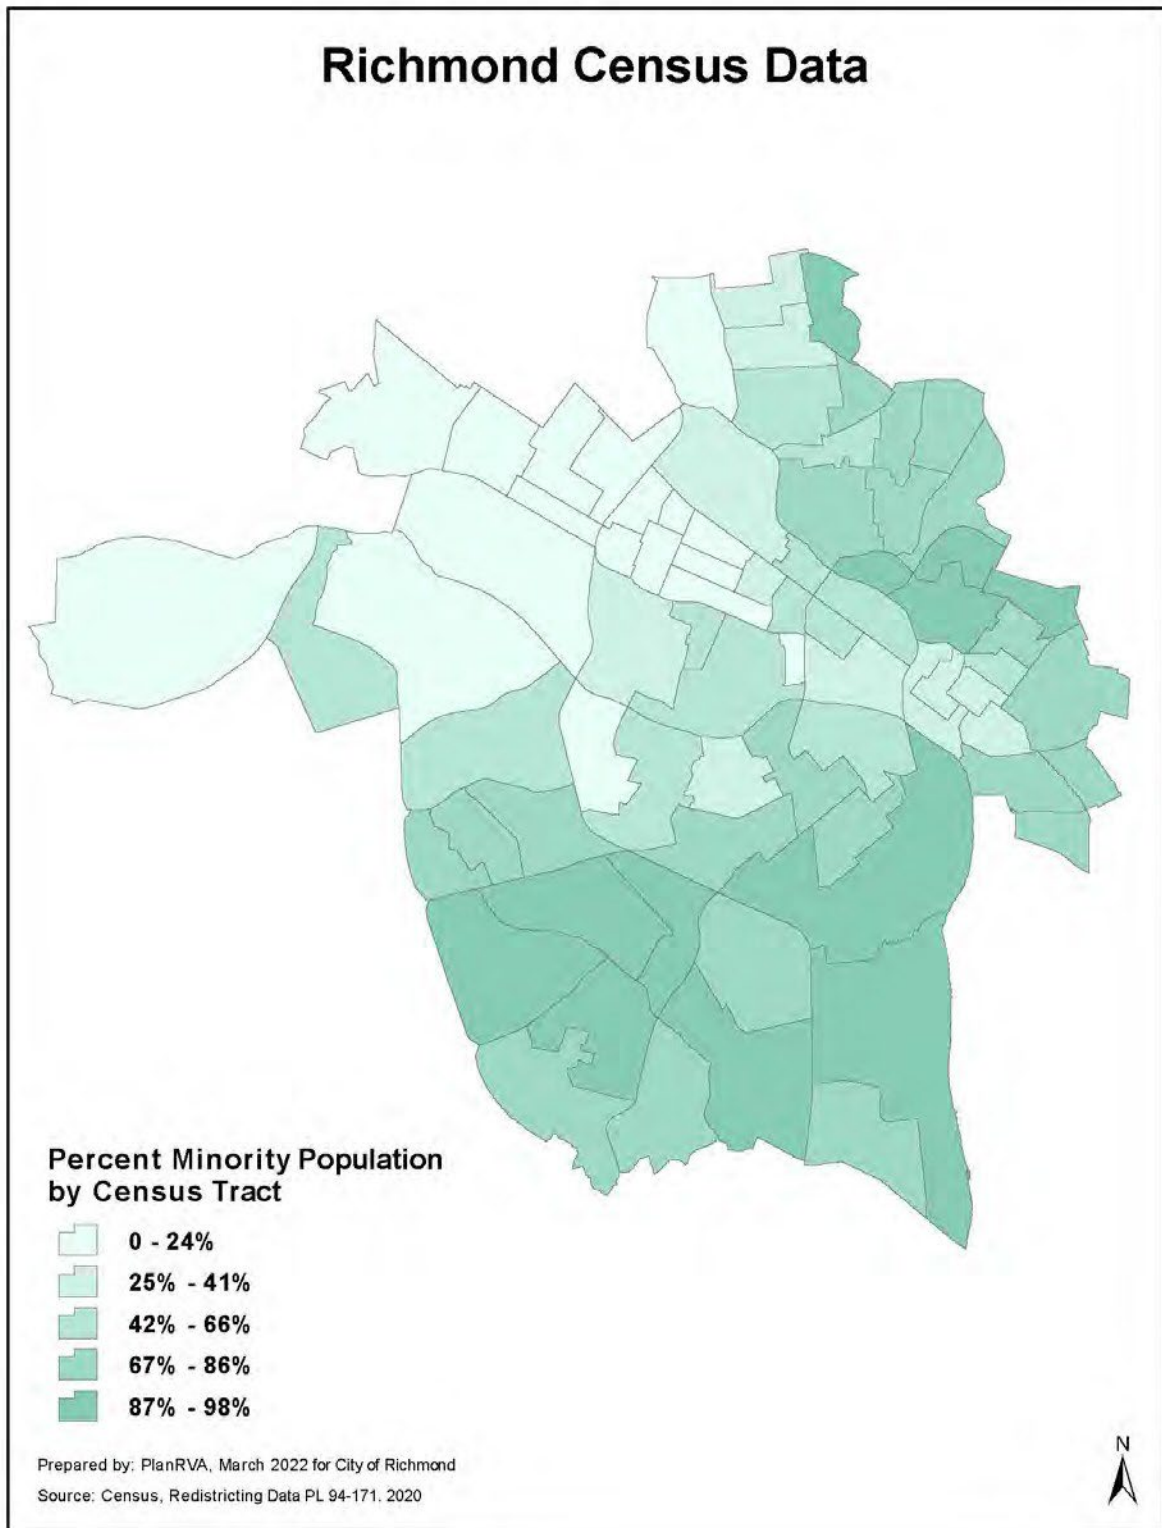 Richmond Census Data
Percent Minority Population
by Census Tract
0 - 24%
25% - 41%
42% - 66%
67% - 86%
87% - 98%
Prepared by: PlanRVA, March 2022 for City of Richmond
Source: Census, Redistricting Data PL 94-171. 2020
N